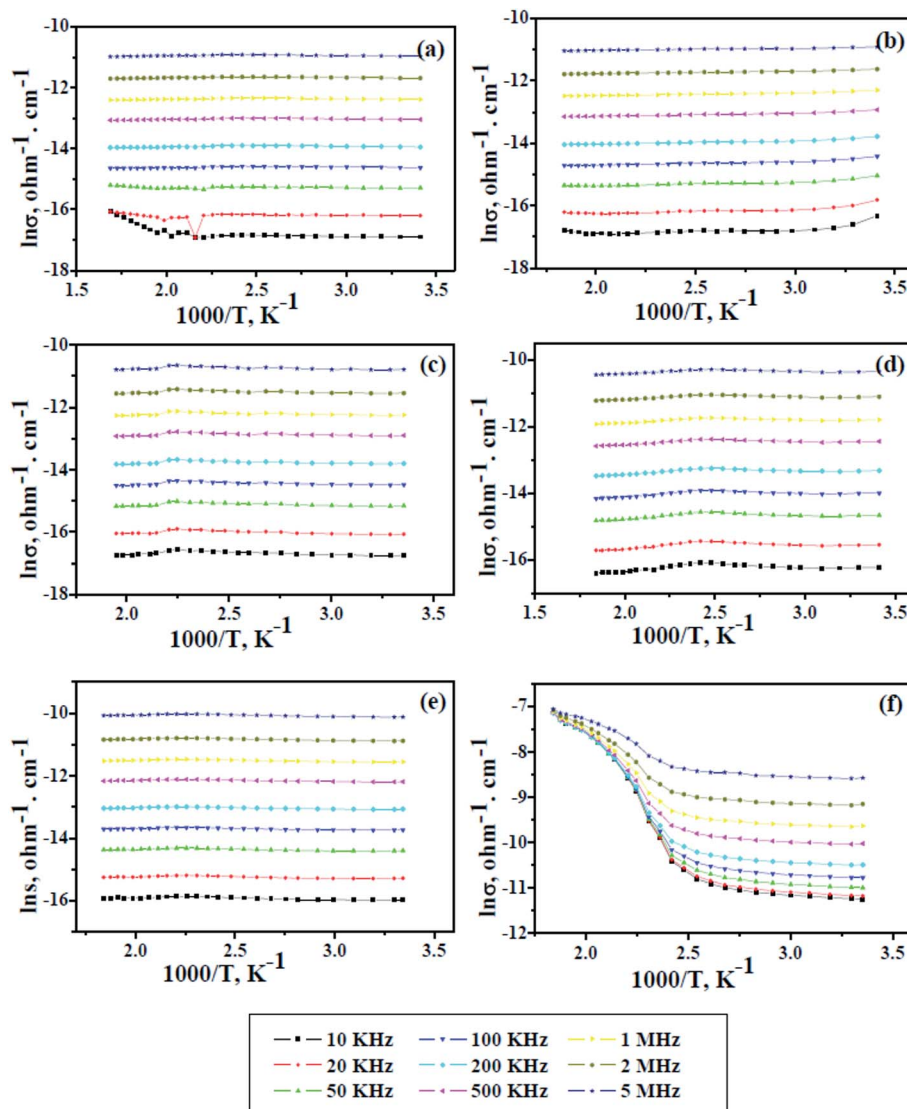 (a)
-10
-12
-14
-16
-18
1.5 2.0 2.5 3.0 3.5
lnσ, ohm⁻¹. cm⁻¹
1000/T, K⁻¹
(b)
-10
-12
-14
-16
-18
2.0 2.5 3.0 3.5
lnσ, ohm⁻¹. cm⁻¹
1000/T, K⁻¹
(c)
-10
-12
-14
-16
-18
2.0 2.5 3.0 3.5
lnσ, ohm⁻¹. cm⁻¹
1000/T, K⁻¹
(d)
-10
-12
-14
-16
1.5 2.0 2.5 3.0 3.5
lnσ, ohm⁻¹. cm⁻¹
1000/T, K⁻¹
(e)
-10
-12
-14
-16
2.0 2.5 3.0 3.5
lns, ohm⁻¹. cm⁻¹
1000/T, K⁻¹
(f)
-7
-8
-9
-10
-11
-12
2.0 2.5 3.0 3.5
lnσ, ohm⁻¹. cm⁻¹
1000/T, K⁻¹
10 KHz 100 KHz 1 MHz
20 KHz 200 KHz 2 MHz
50 KHz 500 KHz 5 MHz